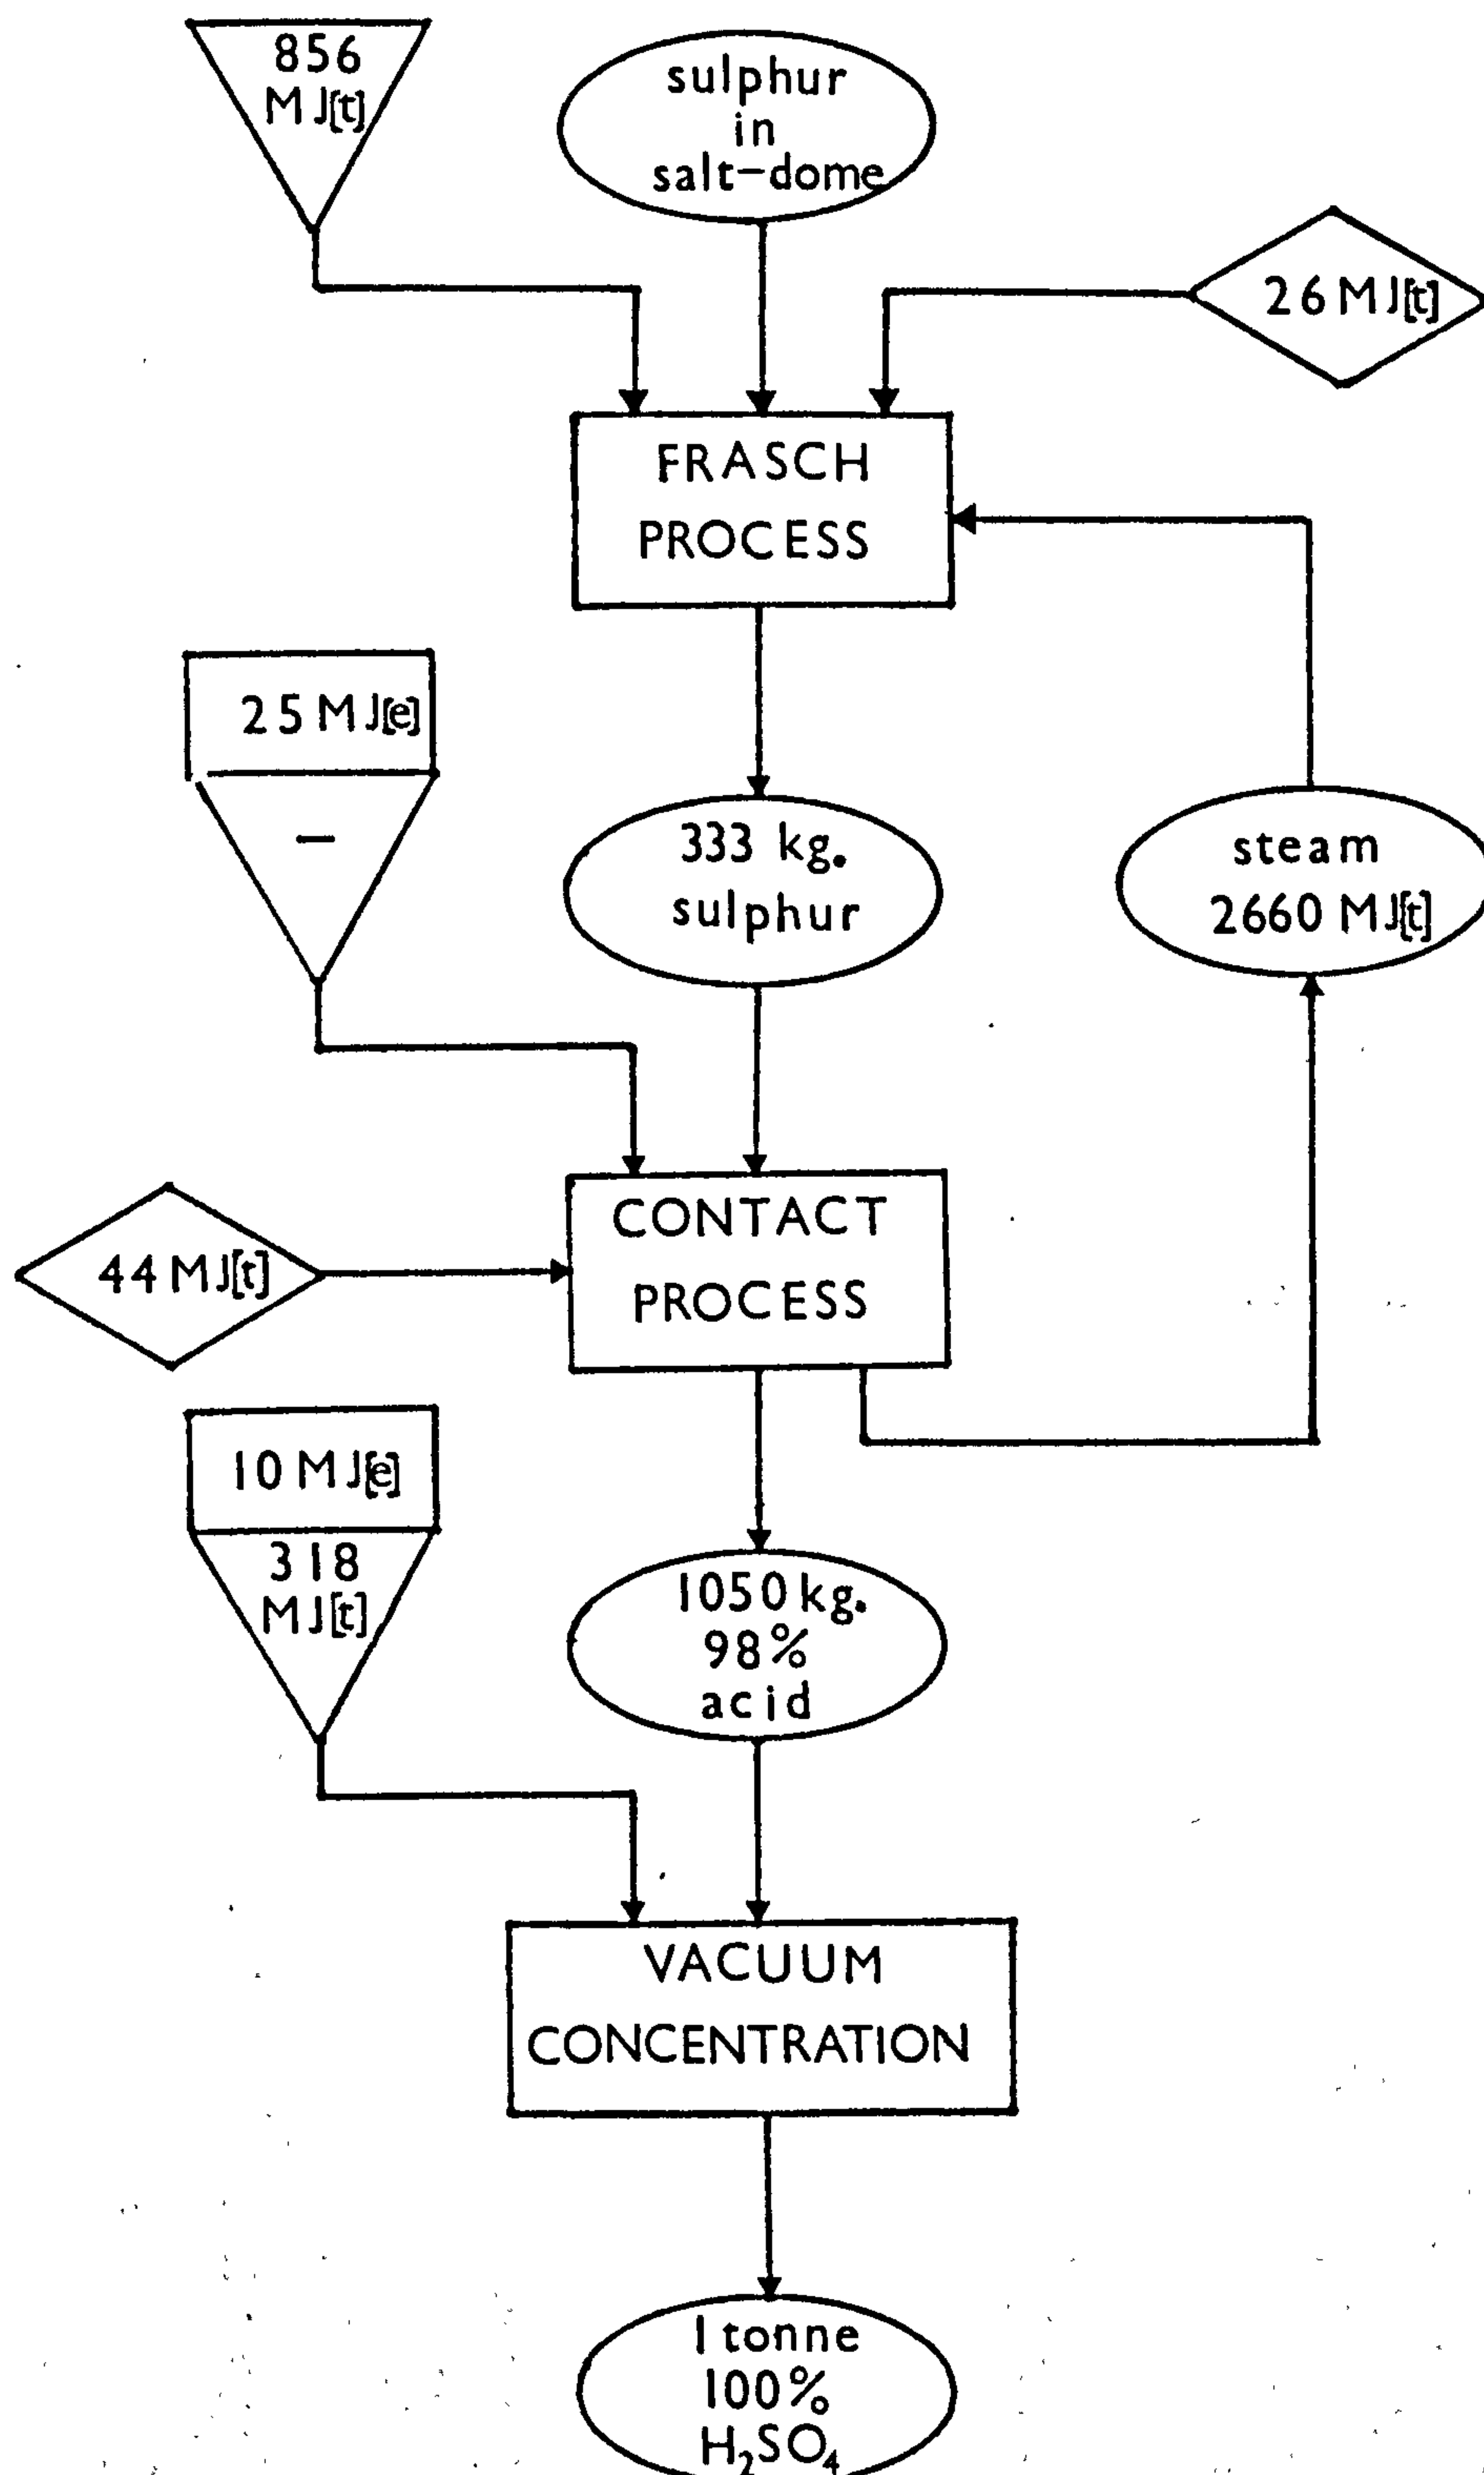 856
MJ[t]
sulphur
in
salt-dome
26 MJ[t]
FRASCH
PROCESS
25 MJ[e]
—
333 kg.
sulphur
steam
2660 MJ[t]
CONTACT
PROCESS
44 MJ[t]
10 MJ[e]
318
MJ[t]
1050 kg.
98%
acid
VACUUM
CONCENTRATION
1 tonne
100%
H₂SO₄